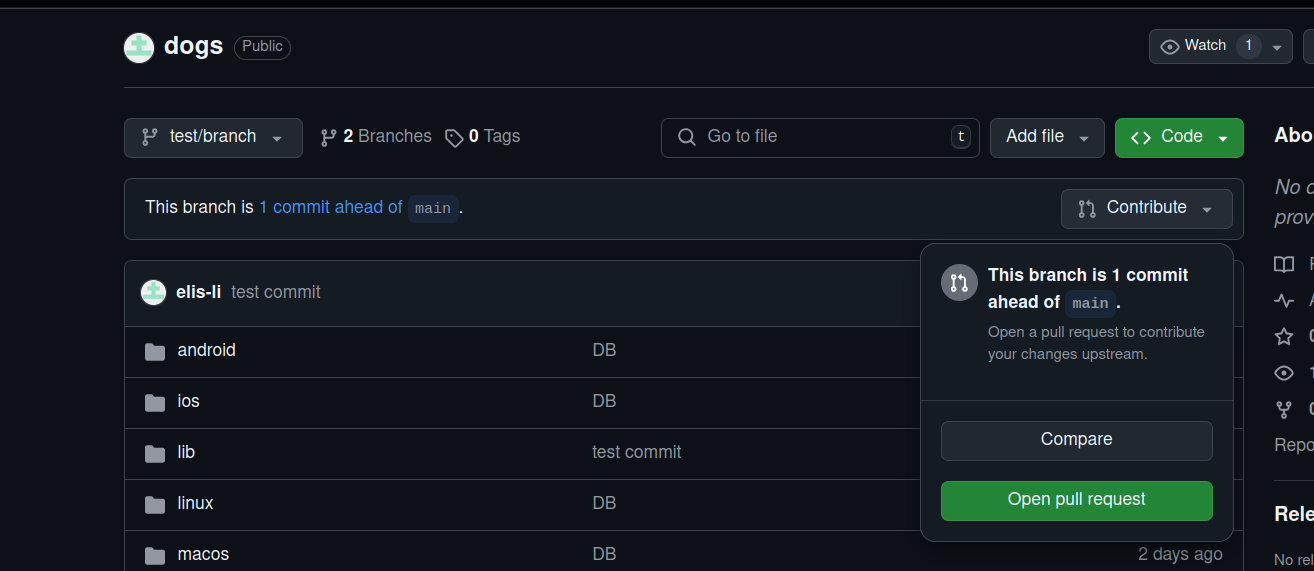 dogs Public Watch 1
test/branch 2 Branches 0 Tags Go to file t Add file Code
This branch is 1 commit ahead of main.
Contribute
This branch is 1 commit
ahead of main.
Open a pull request to contribute
your changes upstream.
Compare
Open pull request
elis-li test commit
android DB
ios DB
lib test commit
linux DB
macos DB 2 days ago
Abo
No
prov
Repo
Rele
No rel